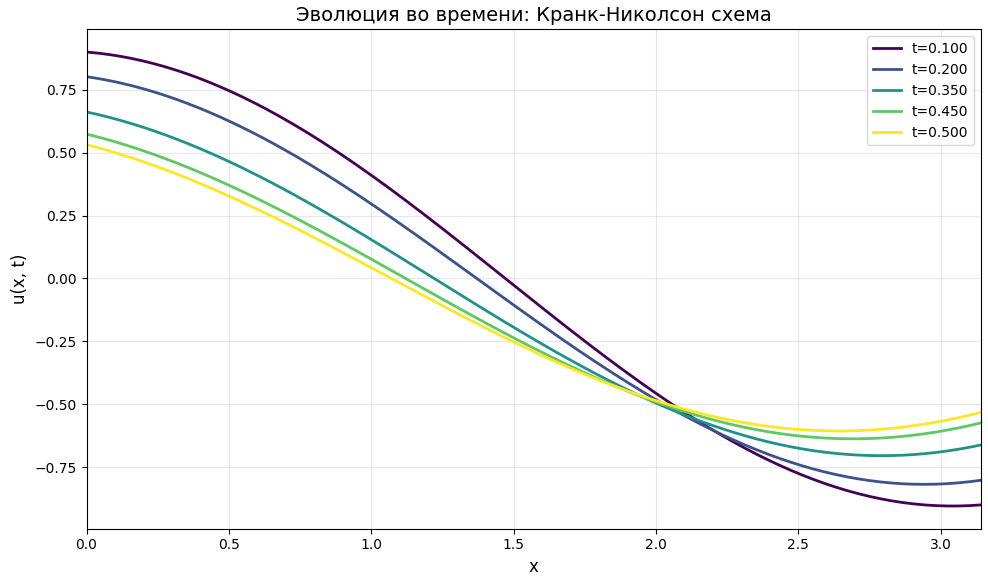 Эволюция во времени: Кранк-Николсон схема
t=0.100
t=0.200
t=0.350
t=0.450
t=0.500
u(x, t)
0.75
0.50
0.25
0.00
−0.25
−0.50
−0.75
0.0 0.5 1.0 1.5 2.0 2.5 3.0
x